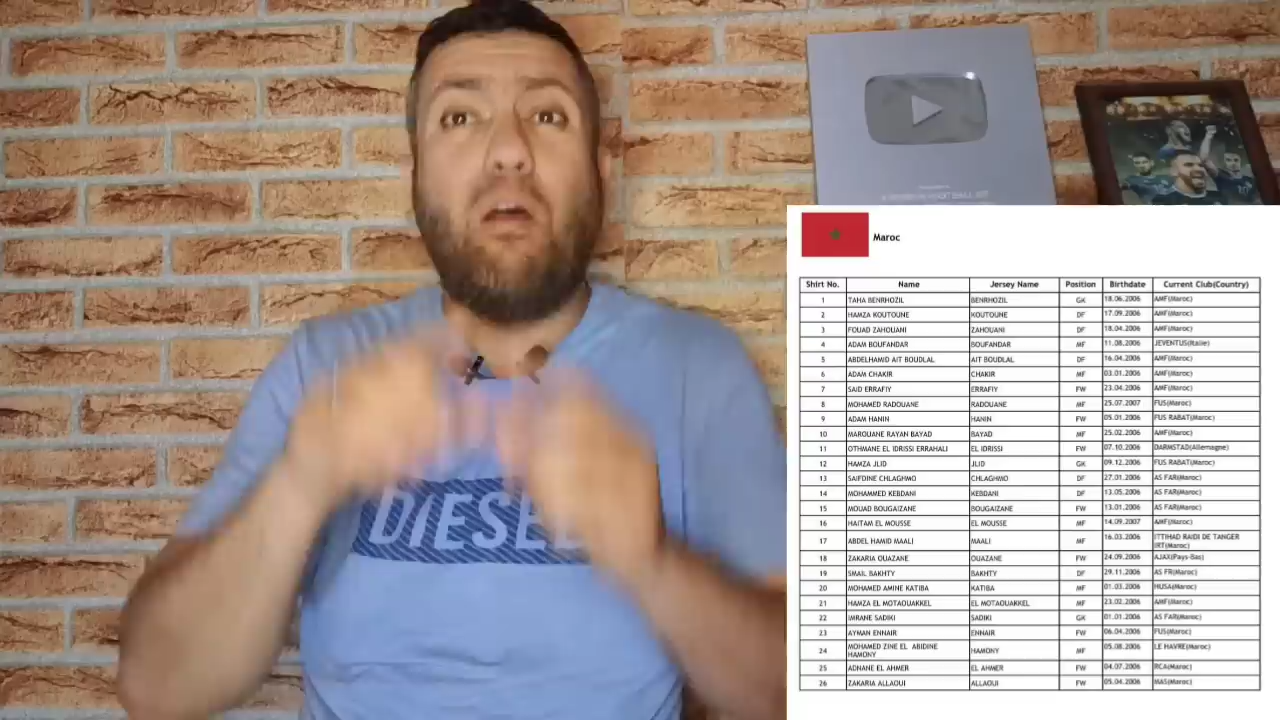 DIESEL
Maroc
Shirt No. Name Jersey Name Position Birthdate Current Club(Country)
1 TAHA BENRHOZIL BENRHOZIL GK 18.06.2006 AMF(Maroc)
2 HAMZA KOUTOUNE KOUTOUNE DF 17.09.2006 AMF(Maroc)
3 FOUAD ZAHOUANI ZAHOUANI DF 18.04.2006 AMF(Maroc)
4 ADAM BOUFANDAR BOUFANDAR MF 11.08.2006 JEVENTUS(Italie)
5 ABDELHAMID AIT BOUDLAL AIT BOUDLAL DF 16.04.2006 AMF(Maroc)
6 ADAM CHAKIR CHAKIR MF 03.01.2006 AMF(Maroc)
7 SAID ERRAFIY ERRAFIY FW 23.04.2006 AMF(Maroc)
8 MOHAMED RADOUANE RADOUANE MF 25.07.2007 FUS(Maroc)
9 ADAM HANIN HANIN FW 05.01.2006 FUS RABAT(Maroc)
10 MAROUANE RAYAN BAYAD BAYAD MF 25.02.2006 AMF(Maroc)
11 OTHMANE EL IDRISSI ERRAHALI EL IDRISSI FW 07.10.2006 DARMSTAD(Allemagne)
12 HAMZA JLID JLID GK 09.12.2006 FUS RABAT(Maroc)
13 SAIFDINE CHLAGHMO CHLAGHMO DF 27.01.2006 AS FAR(Maroc)
14 MOHAMMED KEBDANI KEBDANI DF 13.05.2006 AS FAR(Maroc)
15 MOUAD BOUGAIZANE BOUGAIZANE FW 13.01.2006 AS FAR(Maroc)
16 HAITAM EL MOUSSE EL MOUSSE MF 14.09.2007 AMF(Maroc)
17 ABDEL HAMID MAALI MAALI MF 16.03.2006 ITTIHAD RAIDI DE TANGER
IRT(Maroc)
18 ZAKARIA OUAZANE OUAZANE FW 24.09.2006 AJAX(Pays-Bas)
19 SMAIL BAKHTY BAKHTY DF 29.11.2006 AS FR(Maroc)
20 MOHAMED AMINE KATIBA KATIBA MF 01.03.2006 HUSA(Maroc)
21 HAMZA EL MOTAOUAKKEL EL MOTAOUAKKEL MF 23.02.2006 AMF(Maroc)
22 IMRANE SADIKI SADIKI GK 01.01.2006 AS FAR(Maroc)
23 AYMAN ENNAIR ENNAIR FW 06.04.2006 FUS(Maroc)
24 MOHAMED ZINE EL ABIDINE
HAMONY HAMONY MF 05.08.2006 LE HAVRE(Maroc)
25 ADNANE EL AHMER EL AHMER FW 04.07.2006 RCA(Maroc)
26 ZAKARIA ALLAOUI ALLAOUI FW 05.04.2006 MAS(Maroc)